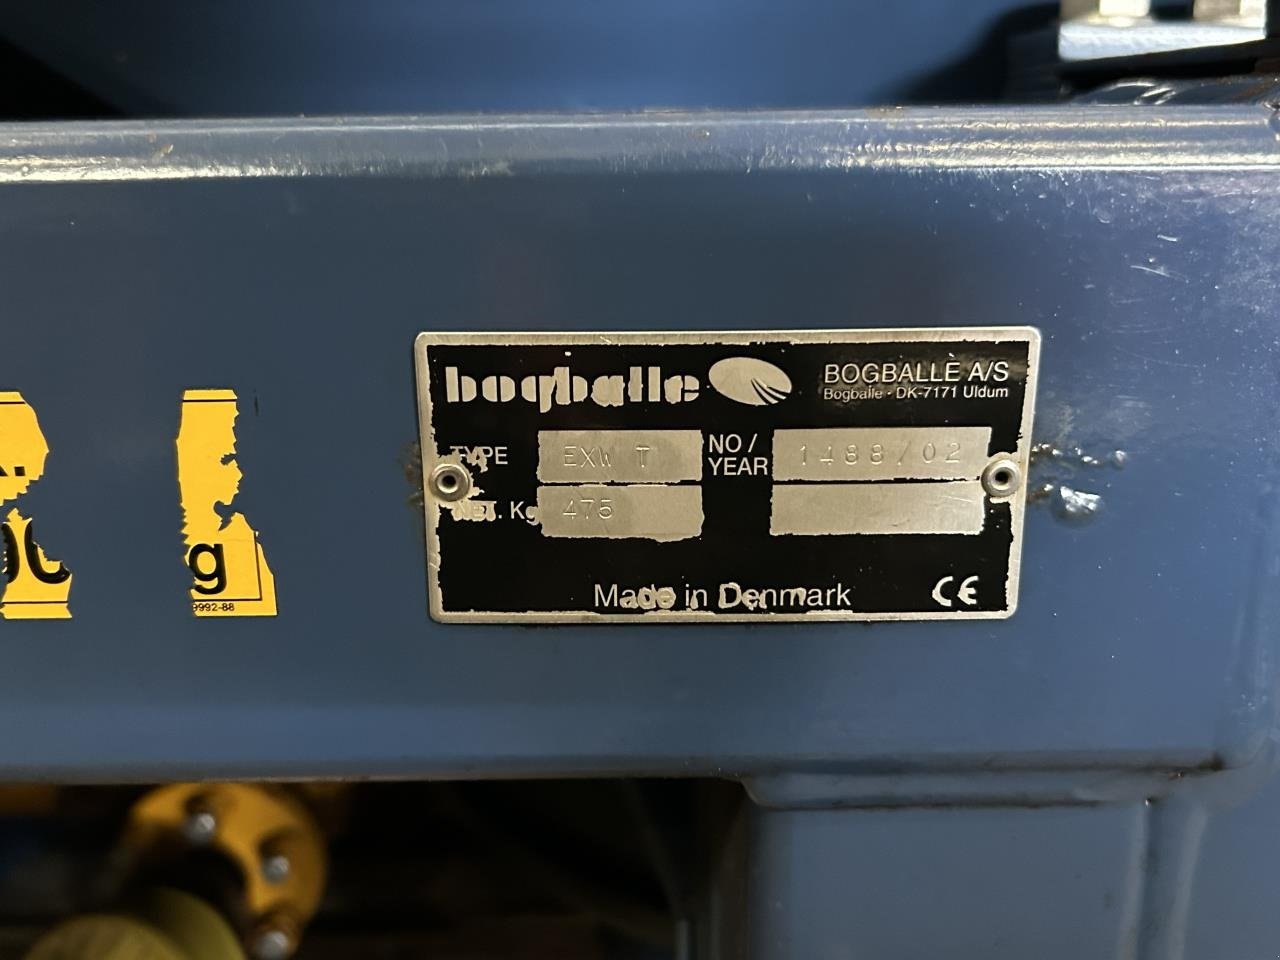 bogballe
BOGBALLE A/S
Bogballe · DK-7171 Uldum
TYPE EXW T NO / YEAR 1488/02
NET. Kg 475
Made in Denmark CE
g
9992-88